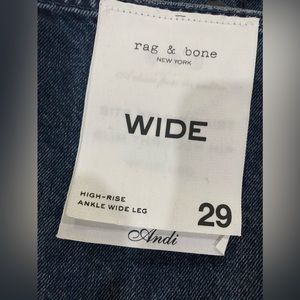 rag & bone
NEW YORK
WIDE
HIGH-RISE
ANKLE WIDE LEG
29
Andi